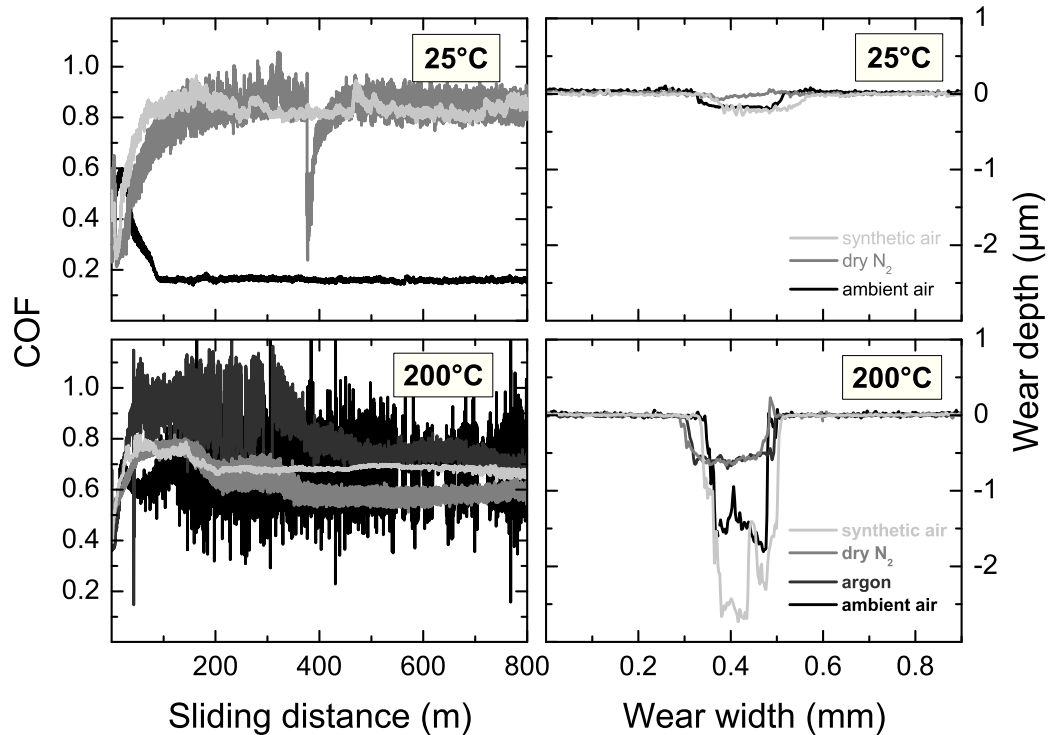 25°C
25°C
1
1.0
0
0.8
-1
0.6
0.4
-2
0.2
synthetic air
dry N₂
ambient air
COF
Wear depth (µm)
200°C
200°C
1
1.0
0
0.8
0.6
-1
0.4
-2
0.2
synthetic air
dry N₂
argon
ambient air
200 400 600 800
0.2 0.4 0.6 0.8
Sliding distance (m)
Wear width (mm)